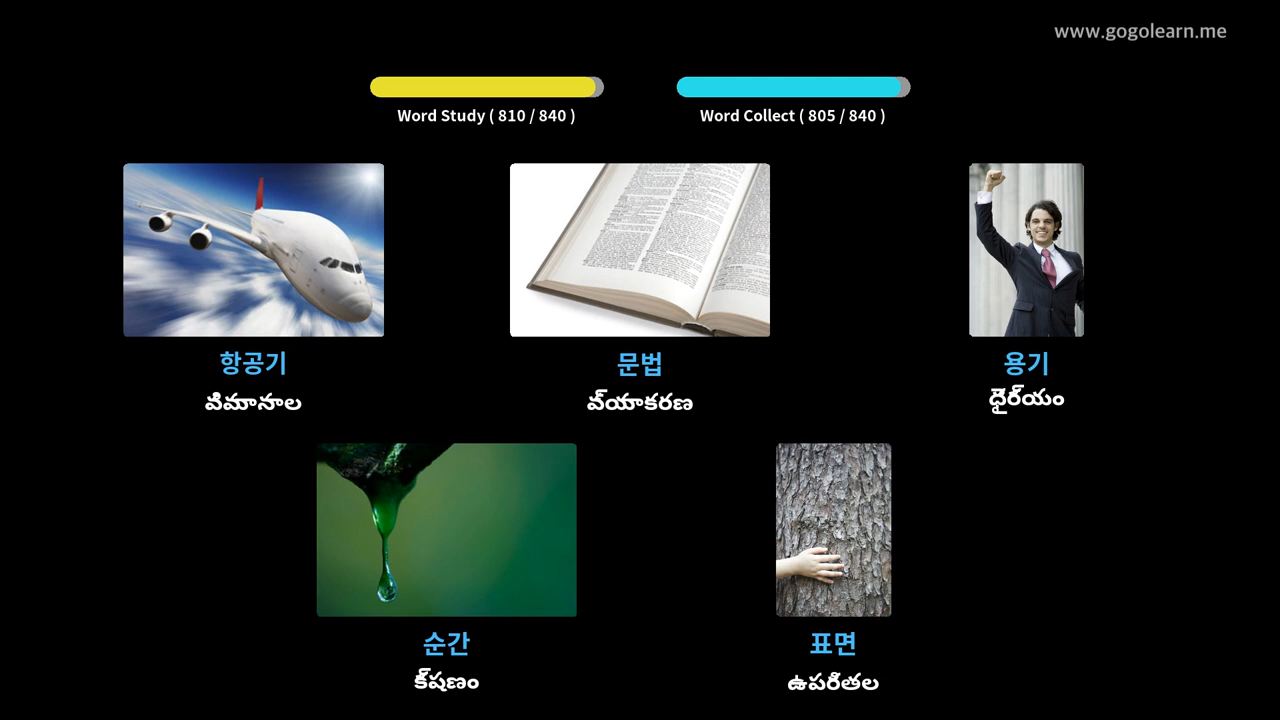 www.gogolearn.me
Word Study ( 810 / 840 )
Word Collect ( 805 / 840 )
항공기
విమానాల
문법
వ్యాకరణ
용기
ధైర్యం
순간
క్షణం
표면
ఉపరితల